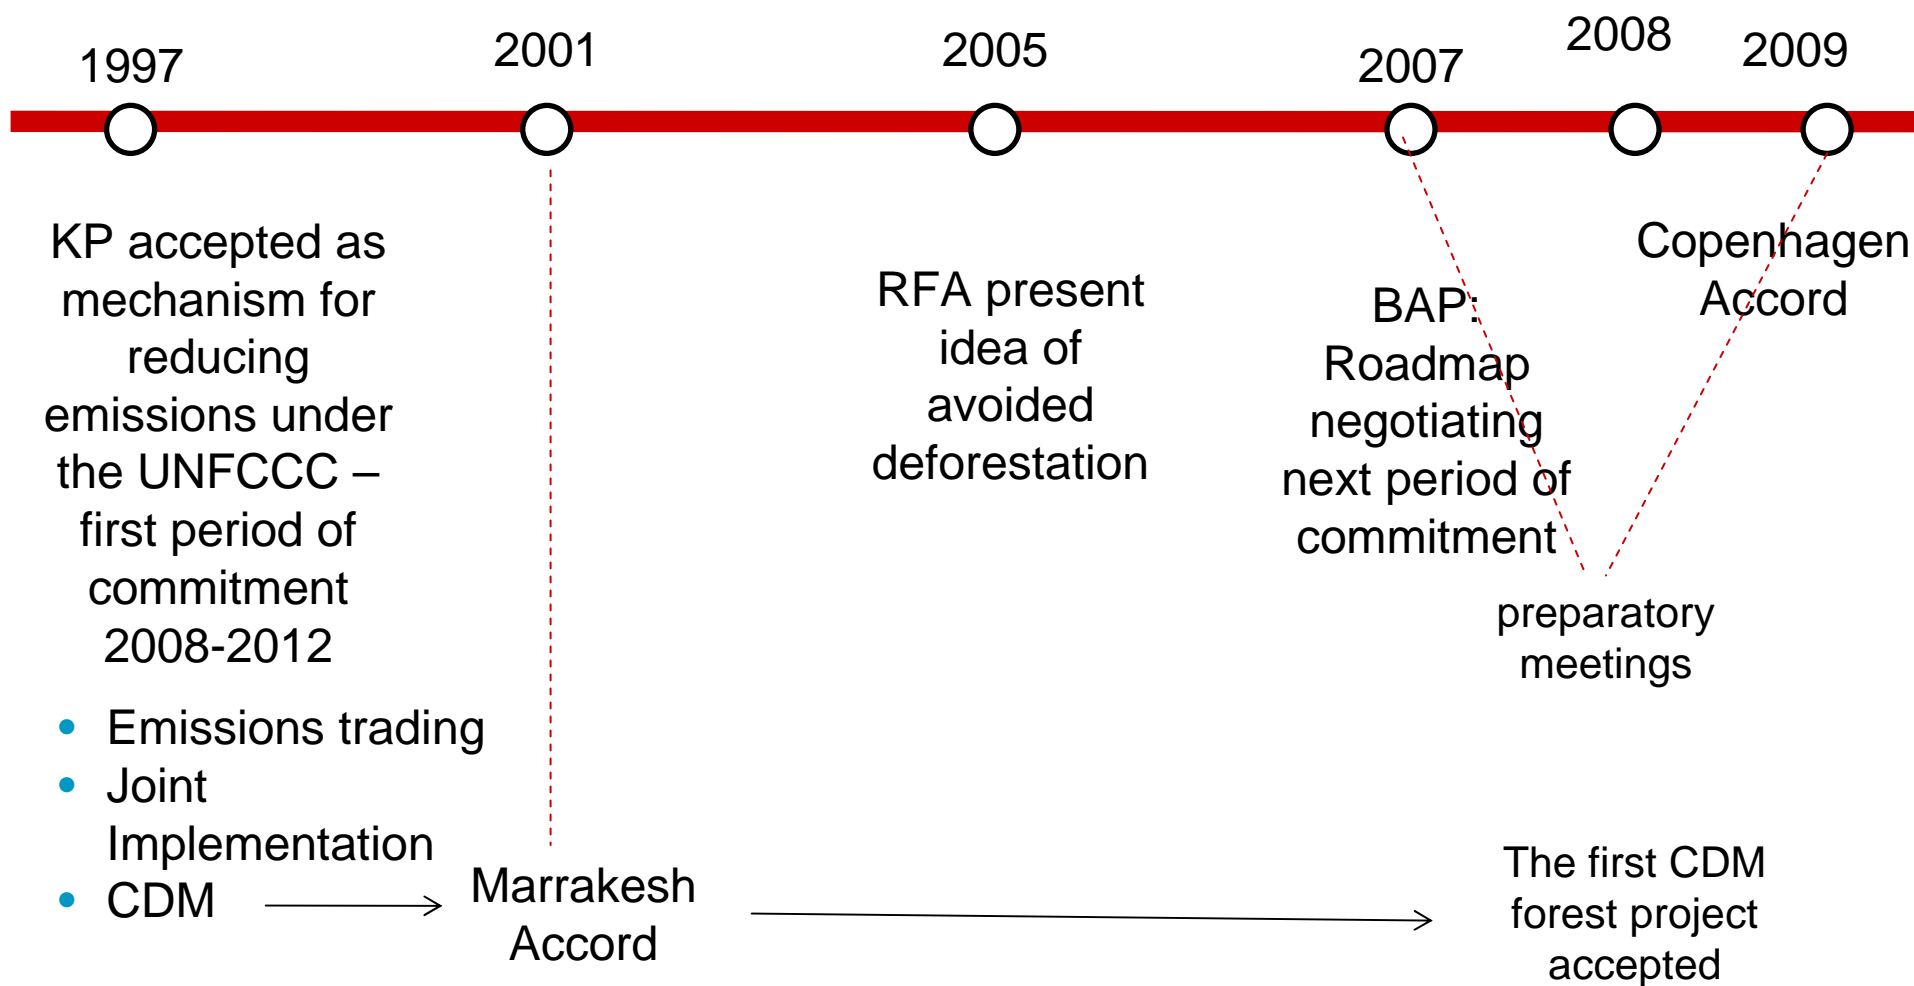 1997
2001
2005
2007
2008
2009
KP accepted as
mechanism for
reducing
emissions under
the UNFCCC –
first period of
commitment
2008-2012
• Emissions trading
• Joint
Implementation
• CDM
Marrakesh
Accord
RFA present
idea of
avoided
deforestation
BAP:
Roadmap
negotiating
next period of
commitment
Copenhagen
Accord
preparatory
meetings
The first CDM
forest project
accepted